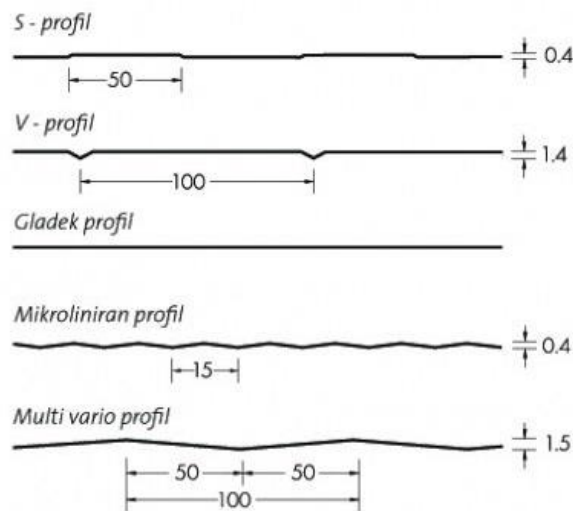 S - profil
0.4
50
V - profil
1.4
100
Gladek profil
Mikroliniran profil
0.4
15
Multi vario profil
1.5
50 50
100